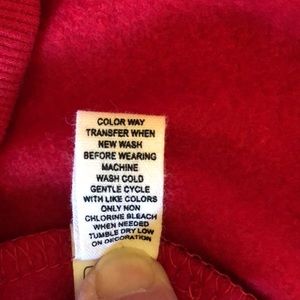 COLOR WAY
TRANSFER WHEN
NEW WASH
BEFORE WEARING
MACHINE
WASH COLD
GENTLE CYCLE
WITH LIKE COLORS
ONLY NON
CHLORINE BLEACH
WHEN NEEDED
TUMBLE DRY LOW
ON DECORATION